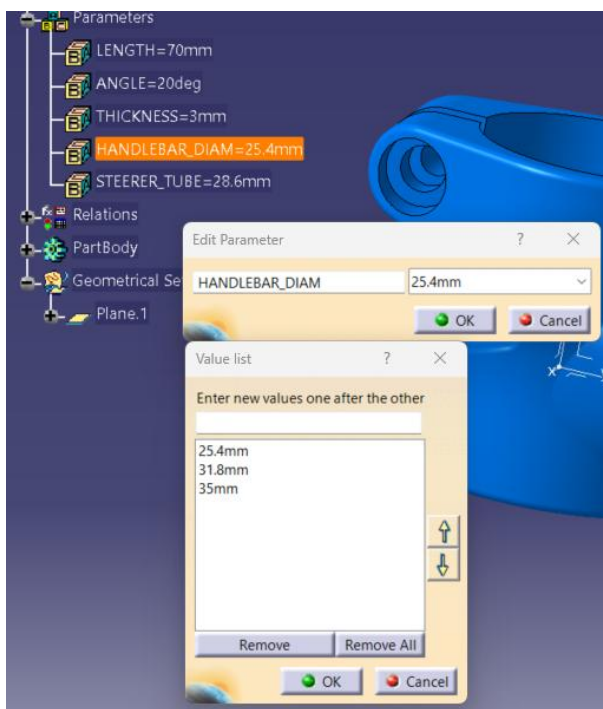 Parameters
LENGTH=70mm
ANGLE=20deg
THICKNESS=3mm
HANDLEBAR_DIAM=25.4mm
STEERER_TUBE=28.6mm
Relations
PartBody
Geometrical Se
Plane.1
Edit Parameter
?
HANDLEBAR_DIAM
25.4mm
OK
Cancel
Value list
?
Enter new values one after the other
25.4mm
31.8mm
35mm
Remove
Remove All
OK
Cancel
x